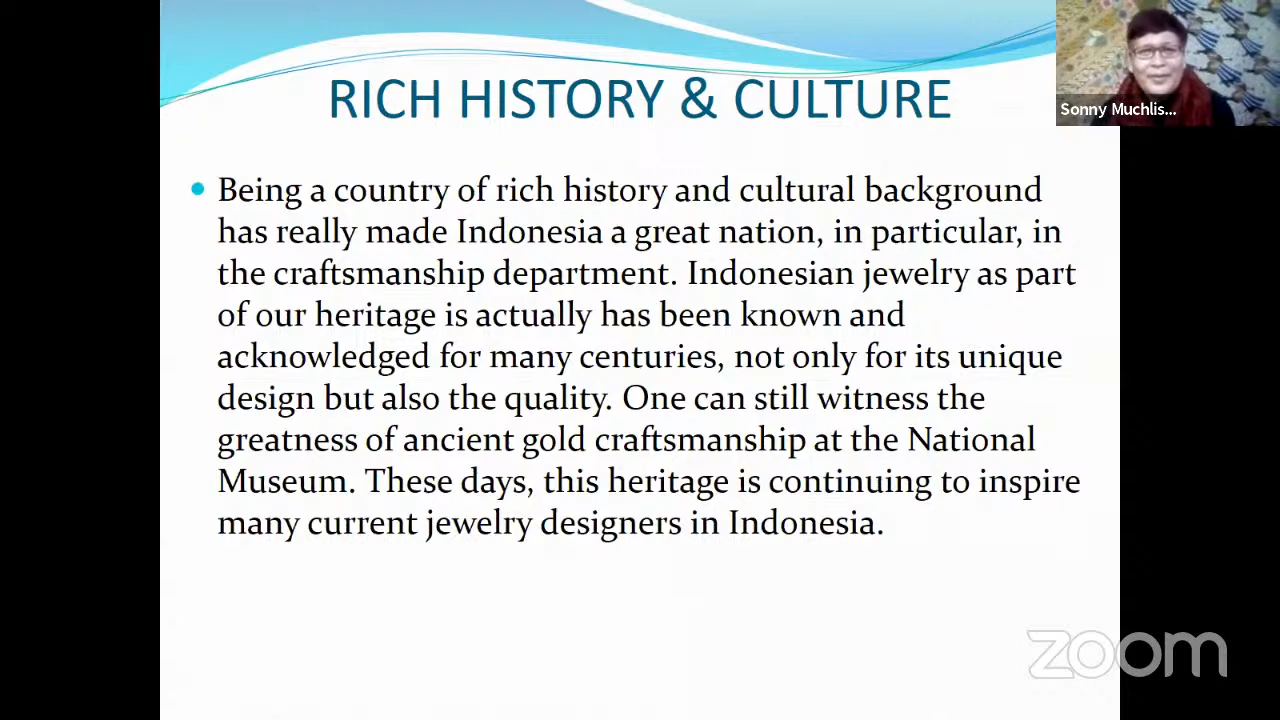 RICH HISTORY & CULTURE
Sonny Muchlis...
Being a country of rich history and cultural background
has really made Indonesia a great nation, in particular, in
the craftsmanship department. Indonesian jewelry as part
of our heritage is actually has been known and
acknowledged for many centuries, not only for its unique
design but also the quality. One can still witness the
greatness of ancient gold craftsmanship at the National
Museum. These days, this heritage is continuing to inspire
many current jewelry designers in Indonesia.
zoom